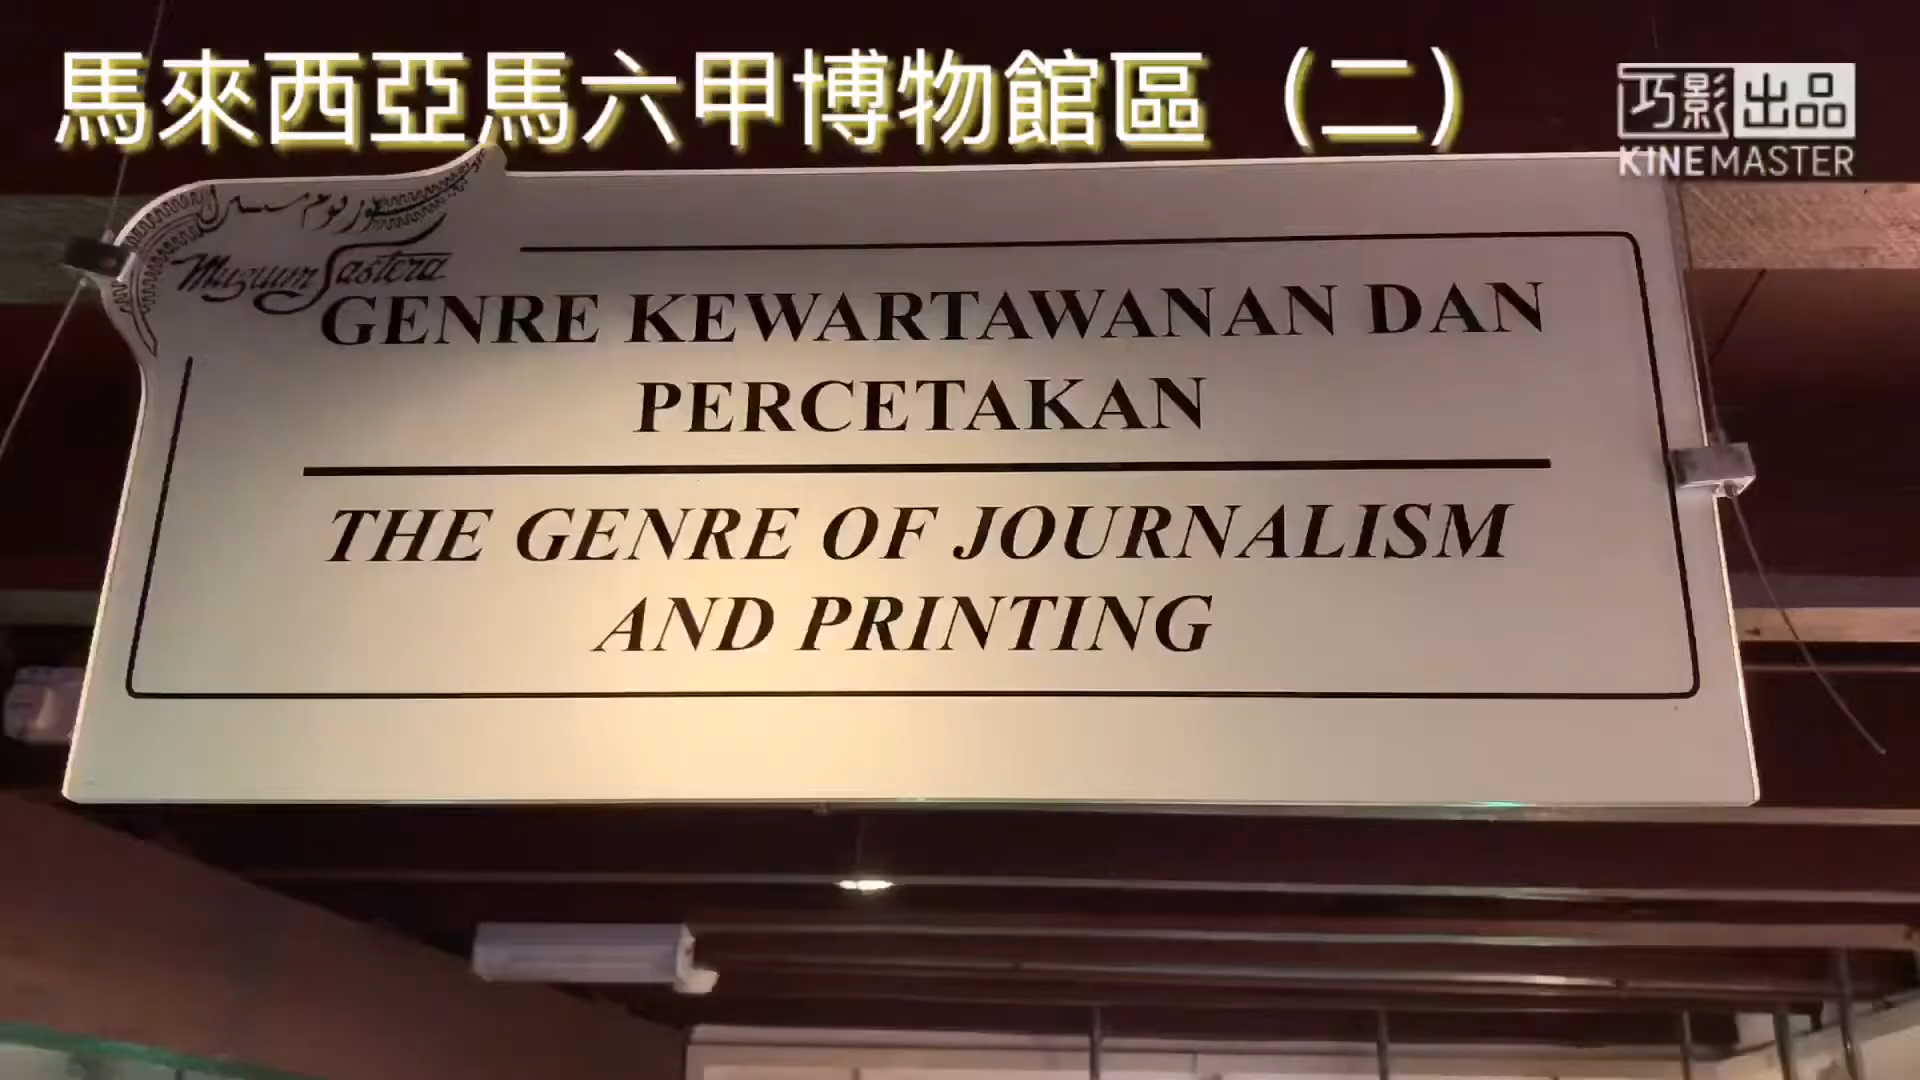 馬來西亞馬六甲博物館區（二）
巧影出品
KINEMASTER
Muzium Sastera
GENRE KEWARTAWANAN DAN
PERCETAKAN
THE GENRE OF JOURNALISM
AND PRINTING